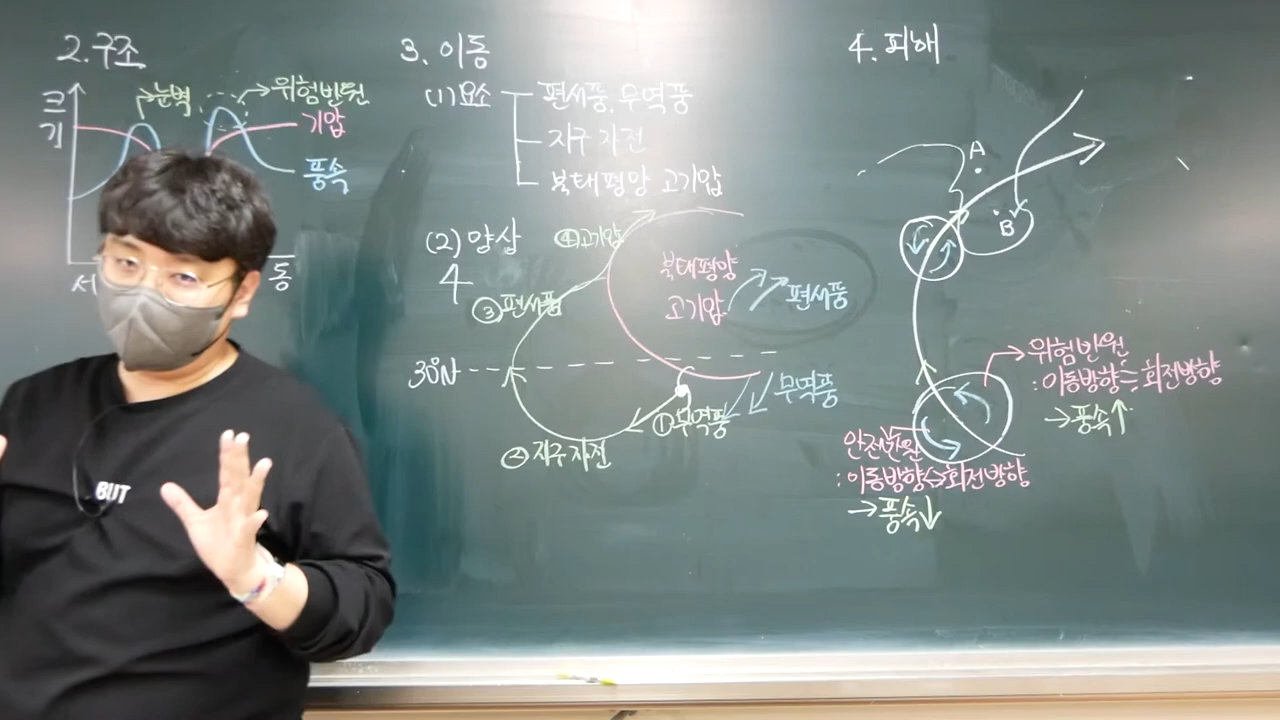 2. 구조
크기
눈벽
위험반원
기압
풍속
서
동
3. 이동
(1) 요소
편서풍, 무역풍
지구 자전
북태평양 고기압
(2) 양상
4
④고기압
③편서풍
북태평양
고기압
편서풍
30°N
무역풍
①무역풍
②지구 자전
4. 피해
A
B
위험반원
: 이동방향 = 회전방향
→풍속↑
안전반원
: 이동방향↔회전방향
→풍속↓
BUT